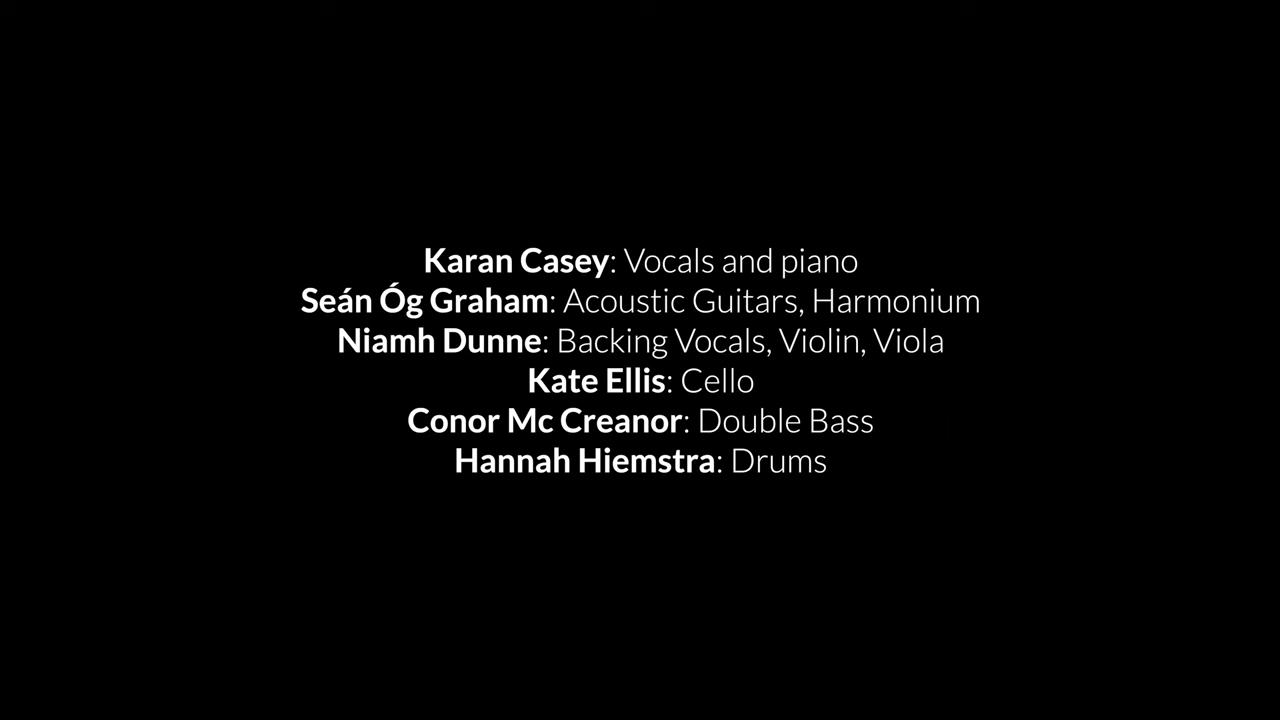 Karan Casey: Vocals and piano
Seán Óg Graham: Acoustic Guitars, Harmonium
Niamh Dunne: Backing Vocals, Violin, Viola
Kate Ellis: Cello
Conor Mc Creanor: Double Bass
Hannah Hiemstra: Drums